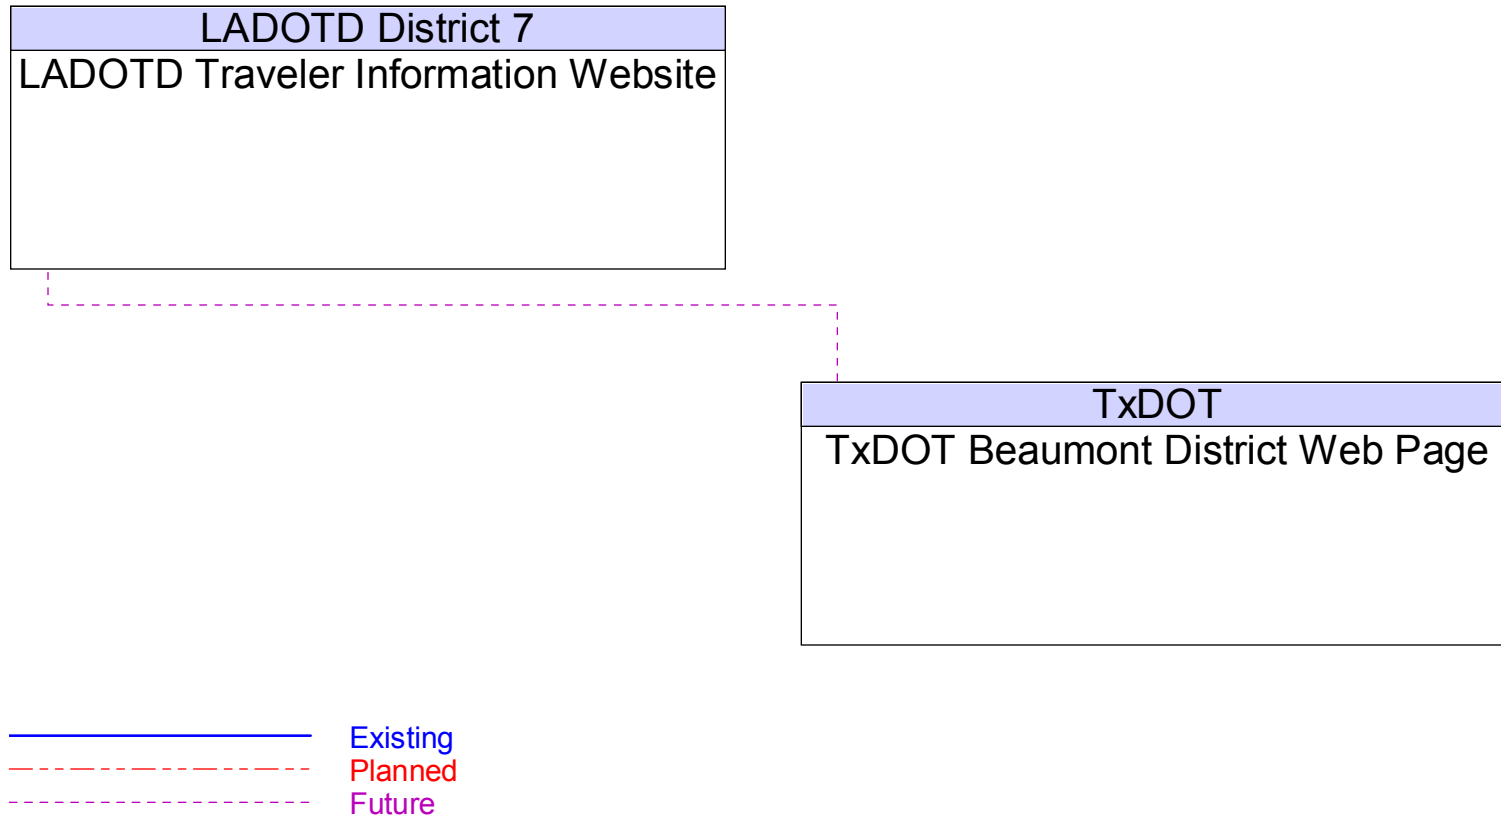 LADOTD District 7
LADOTD Traveler Information Website
TxDOT
TxDOT Beaumont District Web Page
Existing
Planned
Future